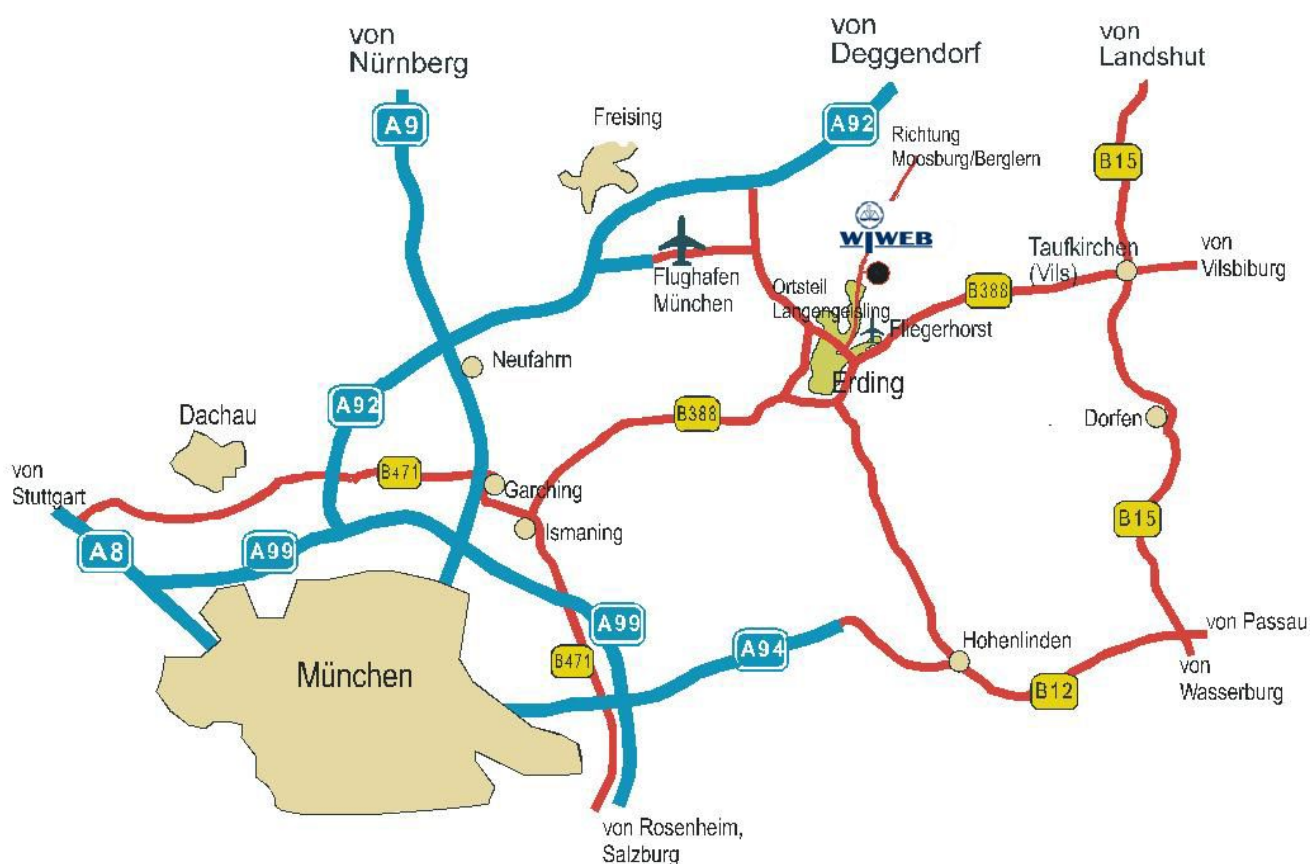 von
Nürnberg
von
Deggendorf
von
Landshut
A9
Freising
A92
Richtung
Moosburg/Berglern
B15
WIWEB
Taufkirchen
(Vils)
von
Vilsbiburg
Flughafen
München
Ortsteil
Langengeisling
B388
Fliegerhorst
Neufahrn
Erding
A92
Dachau
B388
Dorfen
von
Stuttgart
B471
Garching
Ismaning
B15
A8
A99
A99
A94
Hohenlinden
von Passau
München
B471
B12
von
Wasserburg
von Rosenheim,
Salzburg